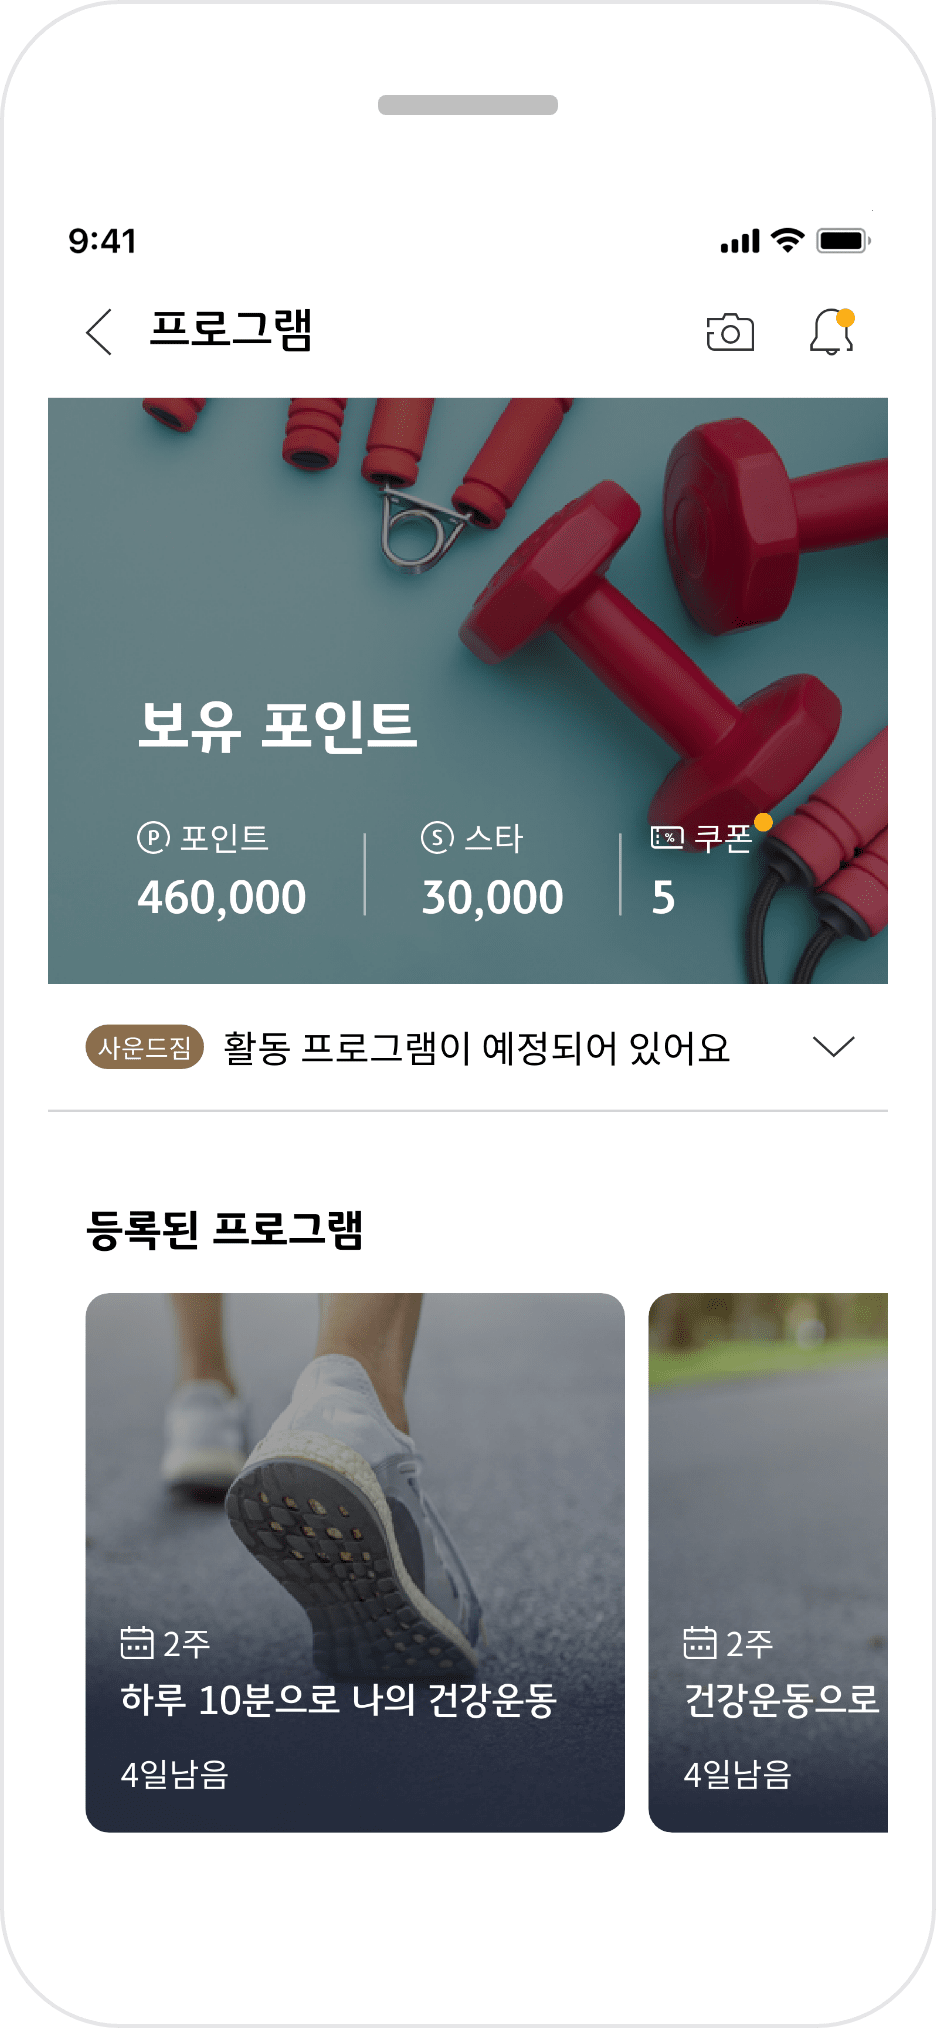 9:41
프로그램
보유 포인트
P 포인트
460,000
S 스타
30,000
% 쿠폰
5
사운드짐 활동 프로그램이 예정되어 있어요
등록된 프로그램
2주
하루 10분으로 나의 건강운동
4일남음
2주
건강운동으로
4일남음